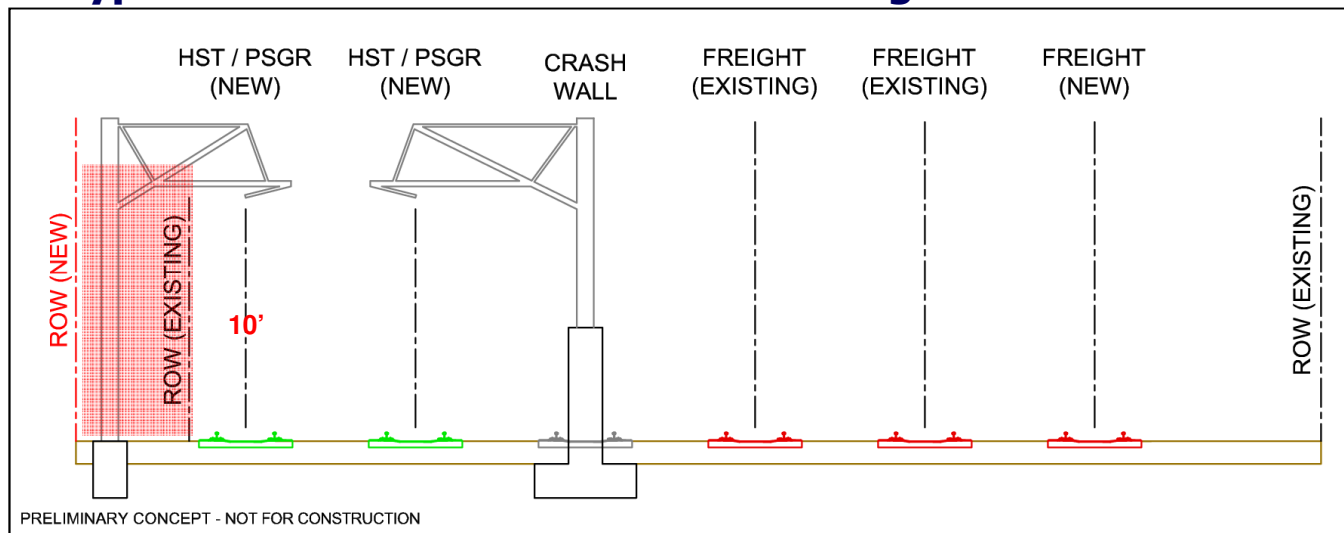 HST / PSGR
(NEW)
HST / PSGR
(NEW)
CRASH
WALL
FREIGHT
(EXISTING)
FREIGHT
(EXISTING)
FREIGHT
(NEW)
ROW (NEW)
ROW (EXISTING)
10’
ROW (EXISTING)
PRELIMINARY CONCEPT - NOT FOR CONSTRUCTION